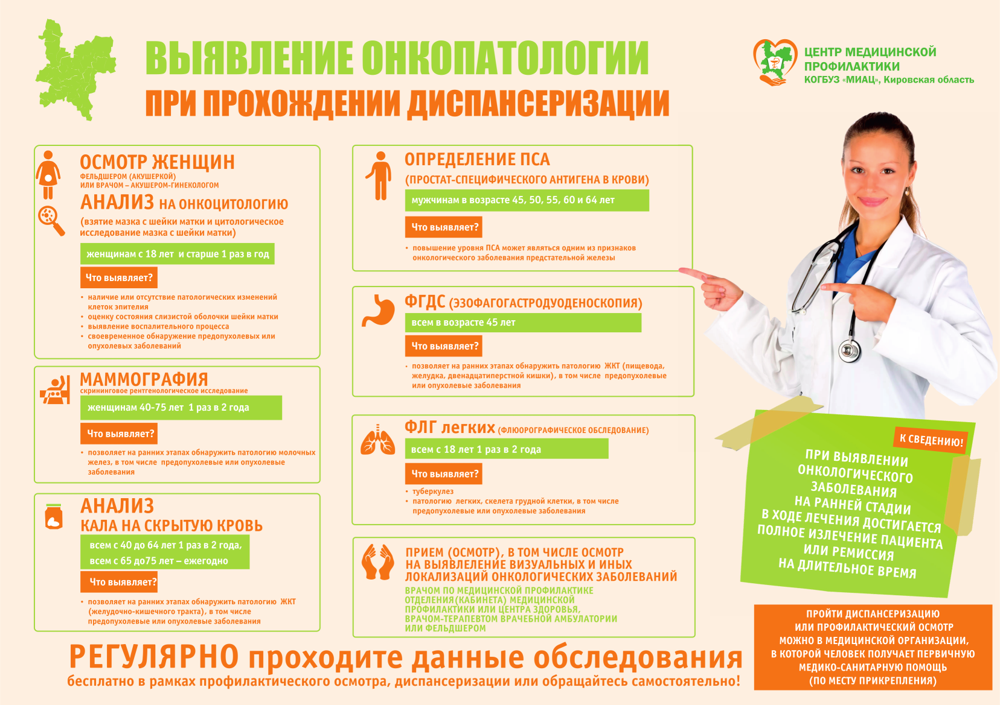 ВЫЯВЛЕНИЕ ОНКОПАТОЛОГИИ
ПРИ ПРОХОЖДЕНИИ ДИСПАНСЕРИЗАЦИИ
ЦЕНТР МЕДИЦИНСКОЙ
ПРОФИЛАКТИКИ
КОГБУЗ «МИАЦ», Кировская область
ОСМОТР ЖЕНЩИН
ФЕЛЬДШЕРОМ (АКУШЕРКОЙ)
ИЛИ ВРАЧОМ – АКУШЕРОМ-ГИНЕКОЛОГОМ
АНАЛИЗ НА ОНКОЦИТОЛОГИЮ
(взятие мазка с шейки матки и цитологическое
исследование мазка с шейки матки)
женщинам с 18 лет и старше 1 раз в год
Что выявляет?
• наличие или отсутствие патологических изменений
клеток эпителия
• оценку состояния слизистой оболочки шейки матки
• выявление воспалительного процесса
• своевременное обнаружение предопухолевых или
опухолевых заболеваний
МАММОГРАФИЯ
скрининговое рентгенологическое исследование
женщинам 40-75 лет 1 раз в 2 года
Что выявляет?
• позволяет на ранних этапах обнаружить патологию молочных
желез, в том числе предопухолевые или опухолевые
заболевания
АНАЛИЗ
КАЛА НА СКРЫТУЮ КРОВЬ
всем с 40 до 64 лет 1 раз в 2 года,
всем с 65 до75 лет – ежегодно
Что выявляет?
• позволяет на ранних этапах обнаружить патологию ЖКТ
(желудочно-кишечного тракта), в том числе
предопухолевые или опухолевые заболевания
ОПРЕДЕЛЕНИЕ ПСА
(ПРОСТАТ-СПЕЦИФИЧЕСКОГО АНТИГЕНА В КРОВИ)
мужчинам в возрасте 45, 50, 55, 60 и 64 лет
Что выявляет?
• повышение уровня ПСА может являться одним из признаков
онкологического заболевания предстательной железы
ФГДС (ЭЗОФАГОГАСТРОДУОДЕНОСКОПИЯ)
всем в возрасте 45 лет
Что выявляет?
• позволяет на ранних этапах обнаружить патологию ЖКТ (пищевода,
желудка, двенадцатиперстной кишки), в том числе предопухолевые
или опухолевые заболевания
ФЛГ легких (ФЛЮОРОГРАФИЧЕСКОЕ ОБСЛЕДОВАНИЕ)
всем с 18 лет 1 раз в 2 года
Что выявляет?
• туберкулез
• патологию легких, скелета грудной клетки, в том числе
предопухолевые или опухолевые заболевания
ПРИЕМ (ОСМОТР), В ТОМ ЧИСЛЕ ОСМОТР
НА ВЫЯВЛЕЛЕНИЕ ВИЗУАЛЬНЫХ И ИНЫХ
ЛОКАЛИЗАЦИЙ ОНКОЛОГИЧЕСКИХ ЗАБОЛЕВАНИЙ
ВРАЧОМ ПО МЕДИЦИНСКОЙ ПРОФИЛАКТИКЕ
ОТДЕЛЕНИЯ(КАБИНЕТА) МЕДИЦИНСКОЙ
ПРОФИЛАКТИКИ ИЛИ ЦЕНТРА ЗДОРОВЬЯ,
ВРАЧОМ-ТЕРАПЕВТОМ ВРАЧЕБНОЙ АМБУЛАТОРИИ
ИЛИ ФЕЛЬДШЕРОМ
К СВЕДЕНИЮ!
ПРИ ВЫЯВЛЕНИИ
ОНКОЛОГИЧЕСКОГО
ЗАБОЛЕВАНИЯ
НА РАННЕЙ СТАДИИ
В ХОДЕ ЛЕЧЕНИЯ ДОСТИГАЕТСЯ
ПОЛНОЕ ИЗЛЕЧЕНИЕ ПАЦИЕНТА
ИЛИ РЕМИССИЯ
НА ДЛИТЕЛЬНОЕ ВРЕМЯ
ПРОЙТИ ДИСПАНСЕРИЗАЦИЮ
ИЛИ ПРОФИЛАКТИЧЕСКИЙ ОСМОТР
МОЖНО В МЕДИЦИНСКОЙ ОРГАНИЗАЦИИ,
В КОТОРОЙ ЧЕЛОВЕК ПОЛУЧАЕТ ПЕРВИЧНУЮ
МЕДИКО-САНИТАРНУЮ ПОМОЩЬ
(ПО МЕСТУ ПРИКРЕПЛЕНИЯ)
РЕГУЛЯРНО проходите данные обследования
бесплатно в рамках профилактического осмотра, диспансеризации или обращайтесь самостоятельно!